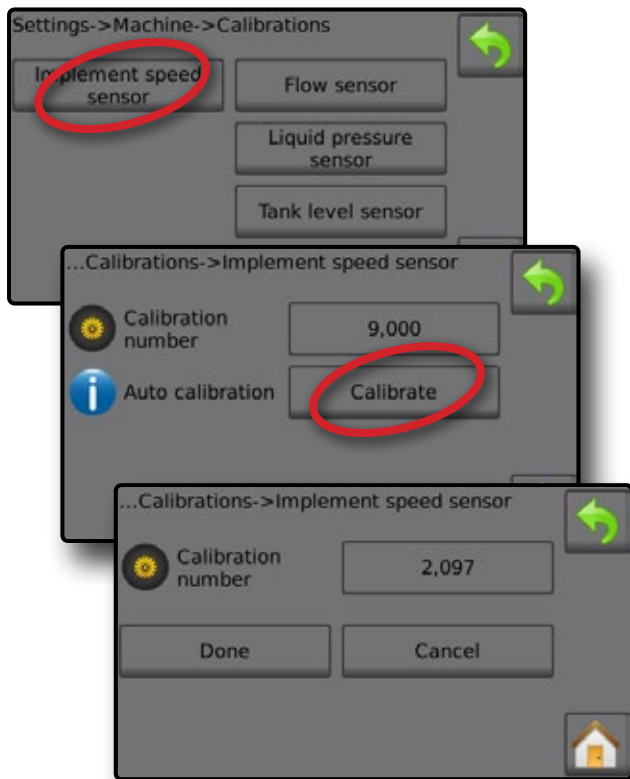 Settings->Machine->Calibrations
Implement speed
sensor
Flow sensor
Liquid pressure
sensor
Tank level sensor
...Calibrations->Implement speed sensor
Calibration
number
9,000
Auto calibration
Calibrate
...Calibrations->Implement speed sensor
Calibration
number
2,097
Done
Cancel